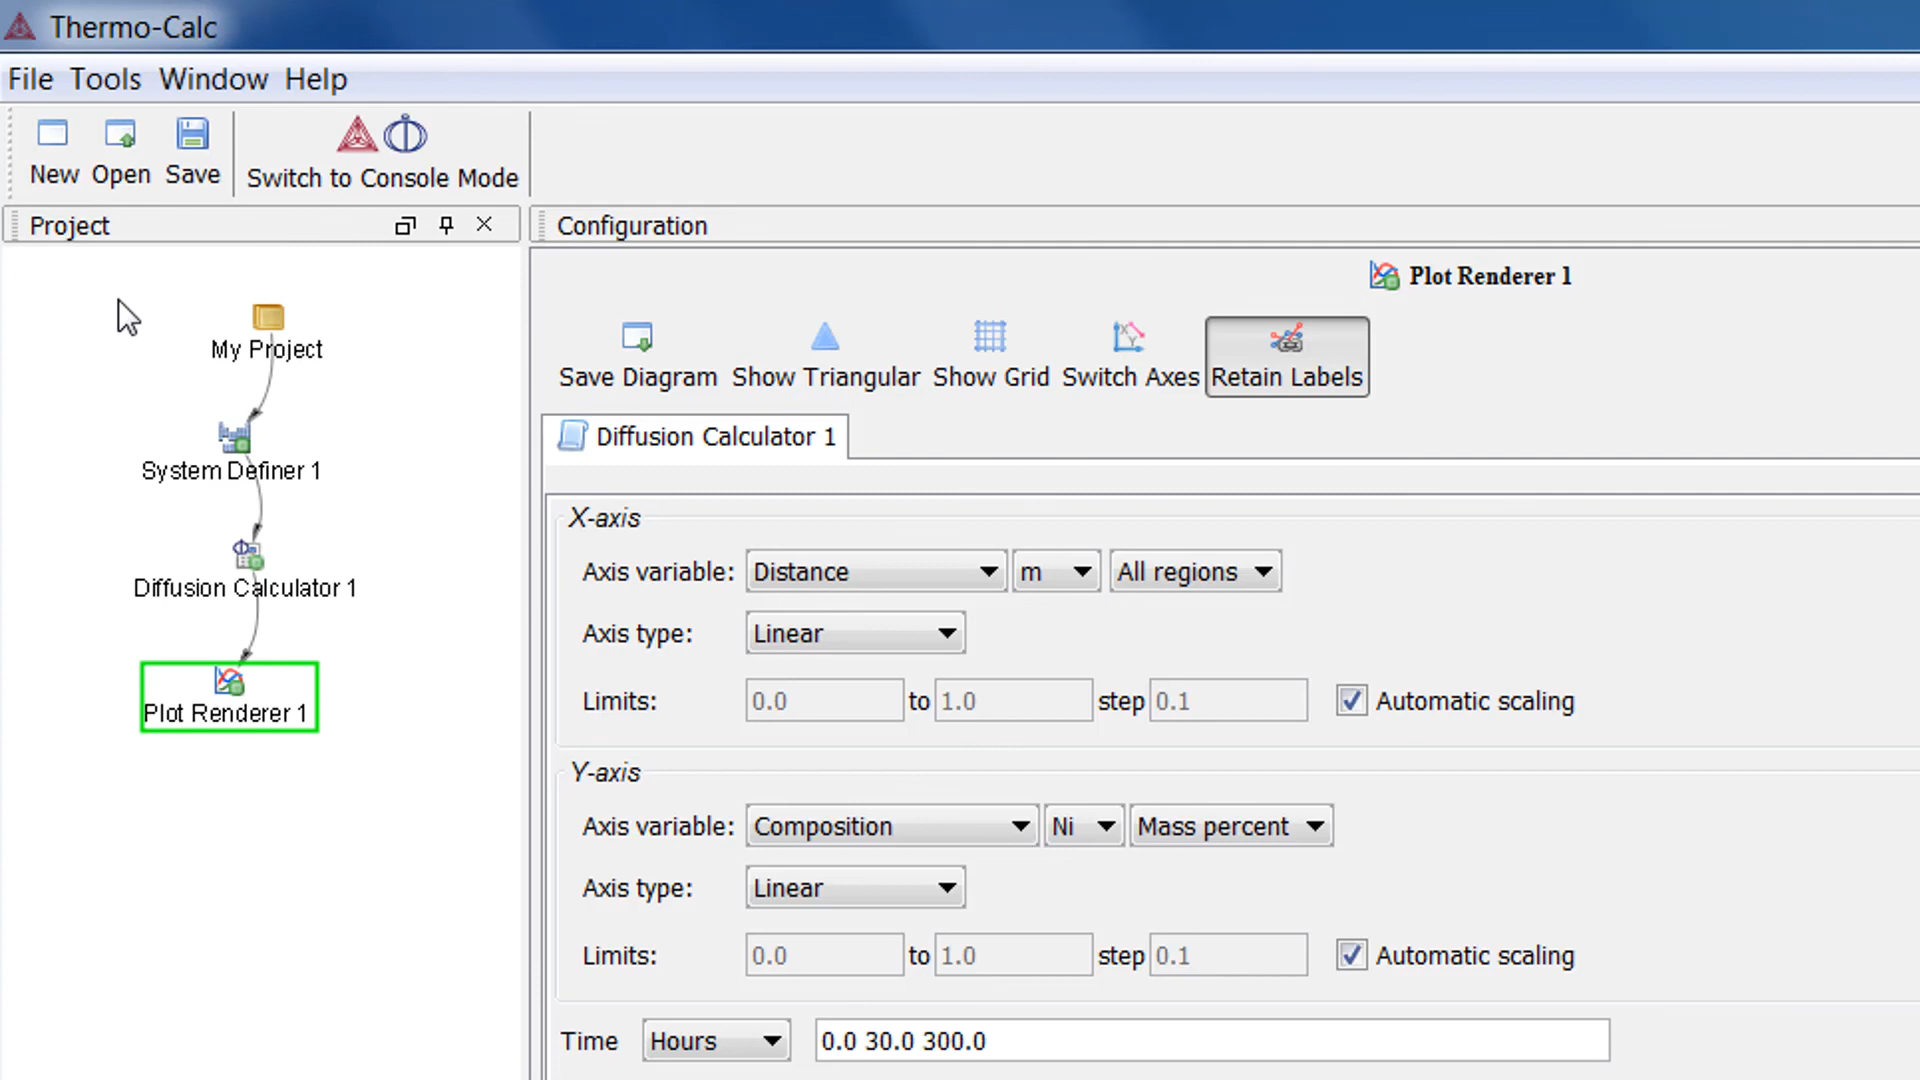 Thermo-Calc
File Tools Window Help
New Open Save Switch to Console Mode
Project
Configuration
My Project
System Definer 1
Diffusion Calculator 1
Plot Renderer 1
Plot Renderer 1
Save Diagram Show Triangular Show Grid Switch Axes Retain Labels
Diffusion Calculator 1
X-axis
Axis variable: Distance m All regions
Axis type: Linear
Limits: 0.0 to 1.0 step 0.1 Automatic scaling
Y-axis
Axis variable: Composition Ni Mass percent
Axis type: Linear
Limits: 0.0 to 1.0 step 0.1 Automatic scaling
Time Hours 0.0 30.0 300.0